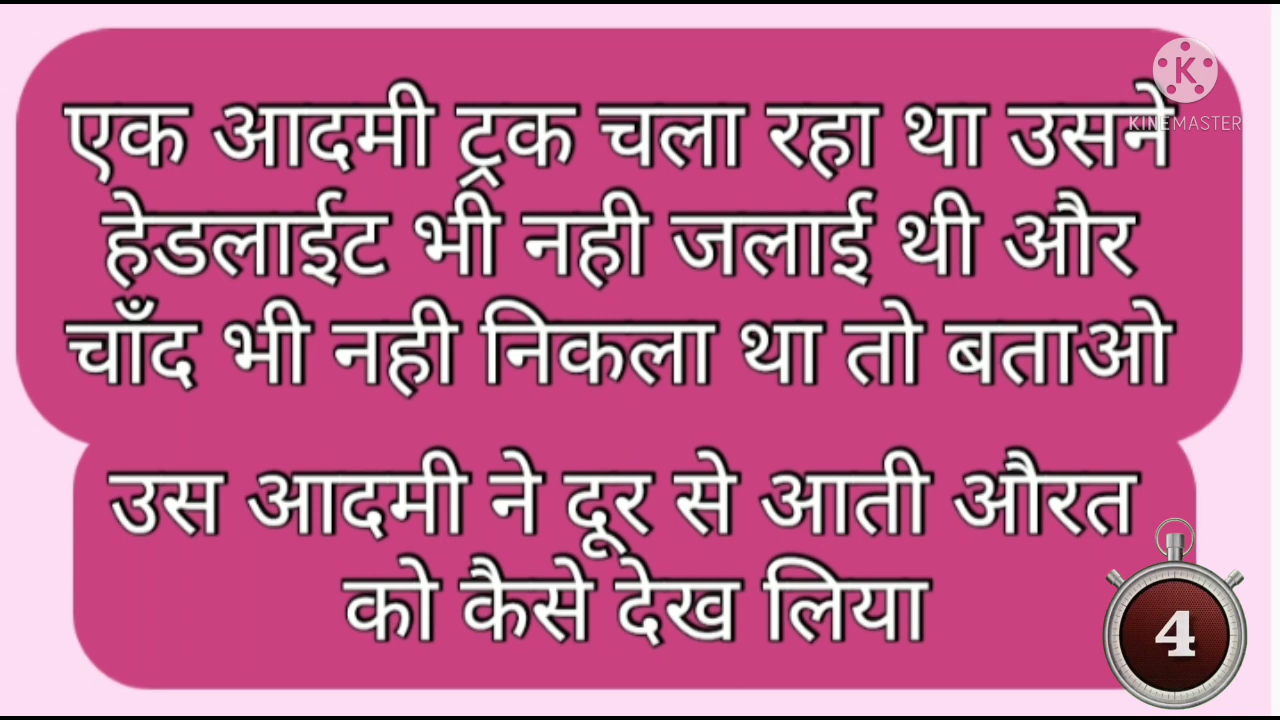 एक आदमी ट्रक चला रहा था उसने
हेडलाईट भी नही जलाई थी और
चाँद भी नही निकला था तो बताओ
उस आदमी ने दूर से आती औरत
को कैसे देख लिया
K
KINEMASTER
4